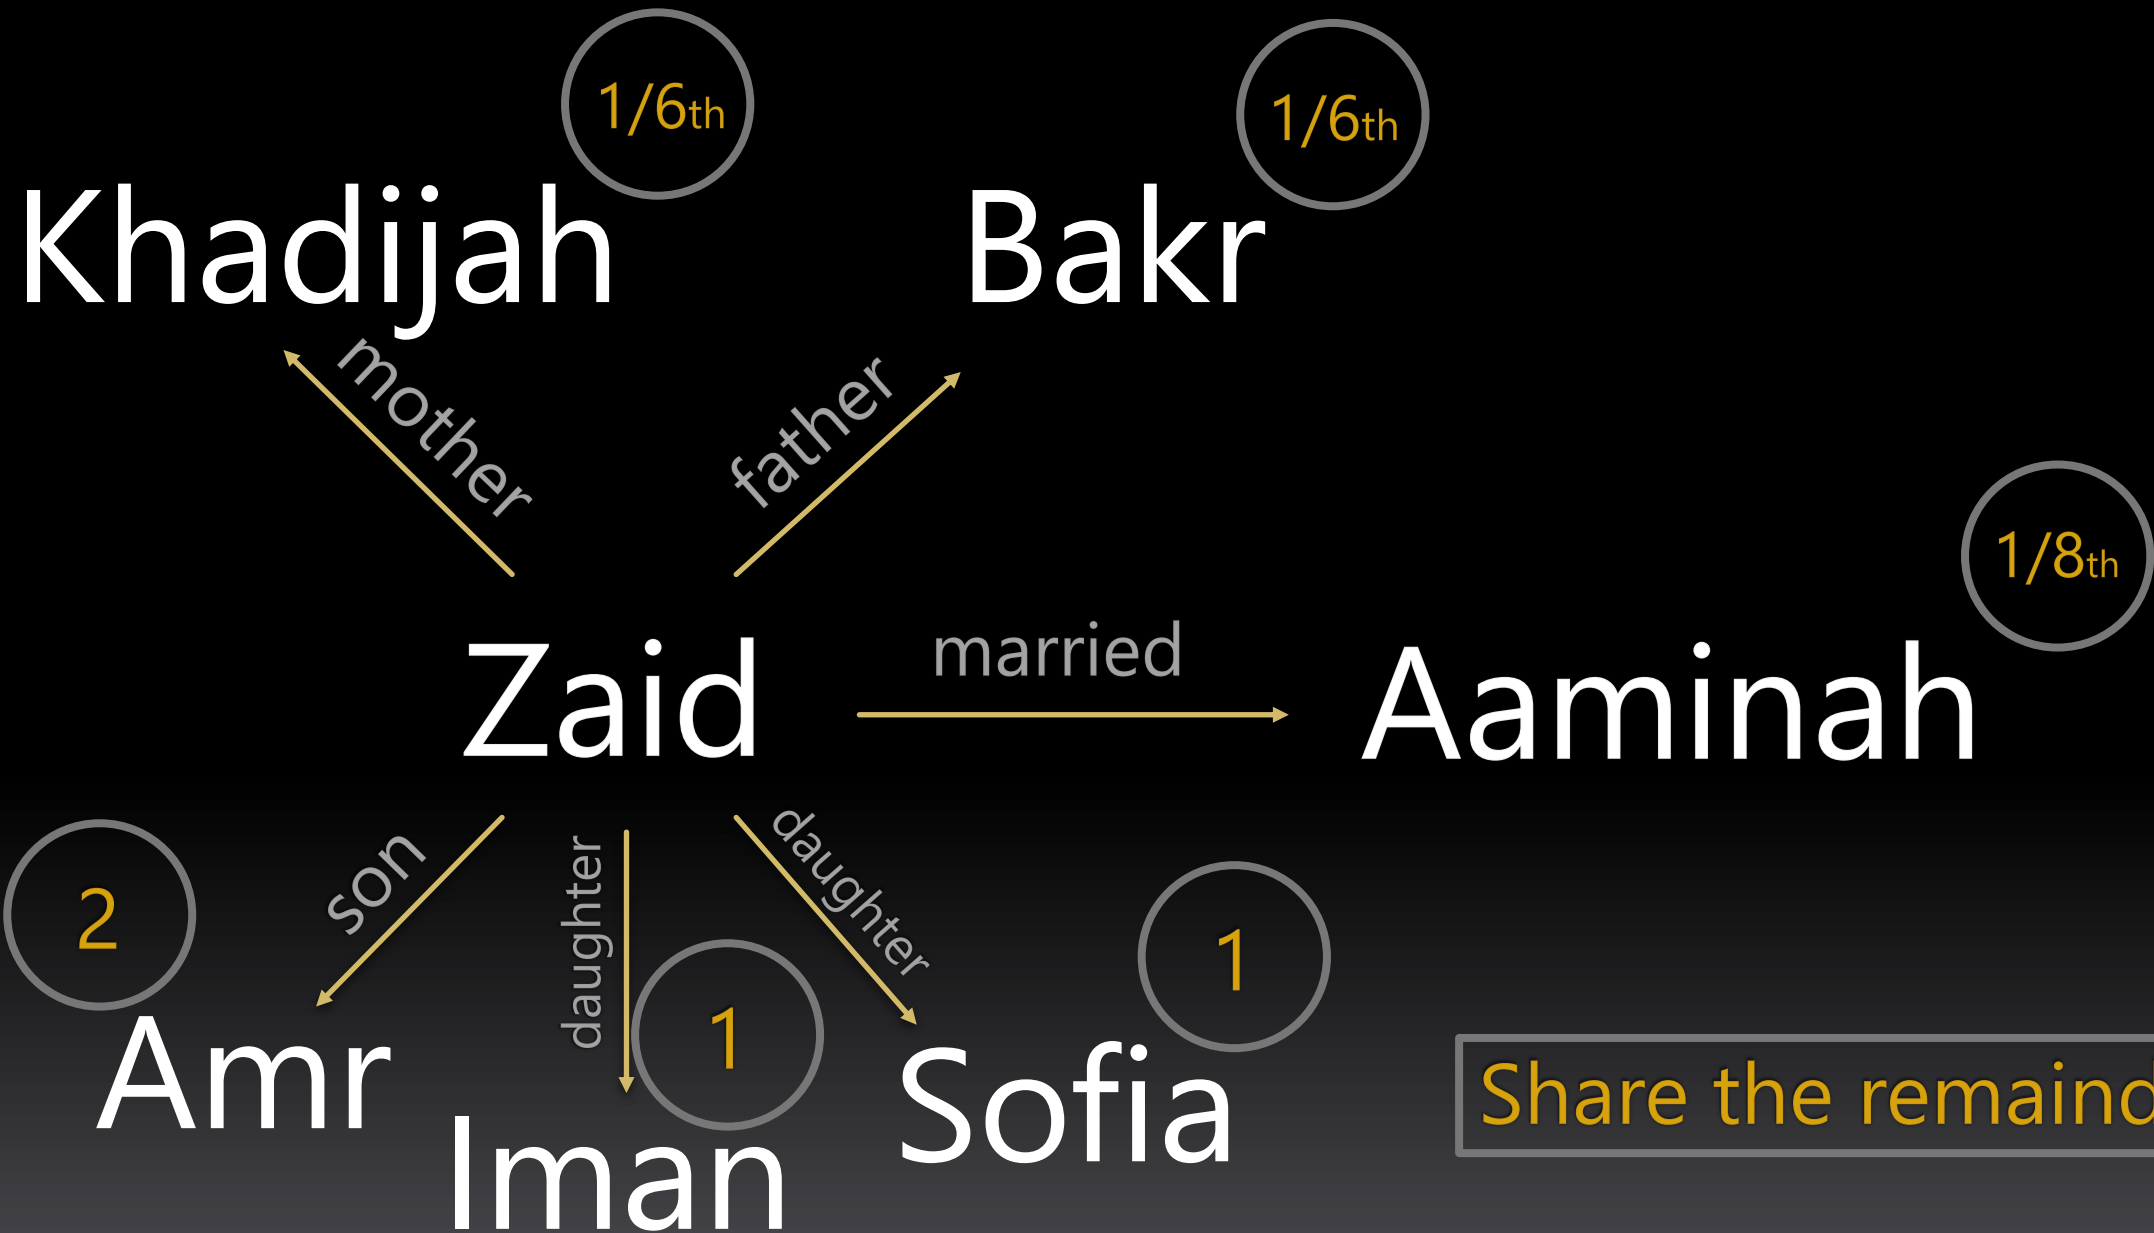 1/6th
1/6th
Khadijah
Bakr
mother
father
1/8th
married
Zaid
Aaminah
son
daughter
daughter
2
1
1
Amr
Sofia
Iman
Share the